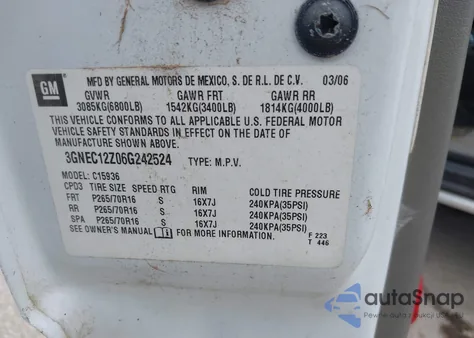 GM
MFD BY GENERAL MOTORS DE MEXICO, S. DE R.L. DE C.V. 03/06
GVWR GAWR FRT GAWR RR
3085KG(6800LB) 1542KG(3400LB) 1814KG(4000LB)
THIS VEHICLE CONFORMS TO ALL APPLICABLE U.S. FEDERAL MOTOR
VEHICLE SAFETY STANDARDS IN EFFECT ON THE DATE OF
MANUFACTURE SHOWN ABOVE.
3GNEC12Z06G242524 TYPE: M.P.V.
MODEL: C15936
CPD3 TIRE SIZE SPEED RTG RIM COLD TIRE PRESSURE
FRT P265/70R16 S 16X7J 240KPA(35PSI)
RR P265/70R16 S 16X7J 240KPA(35PSI)
SPA P265/70R16 S 16X7J 240KPA(35PSI)
SEE OWNER'S MANUAL FOR MORE INFORMATION.
F 223
T 446
autoSnap
Pewne auta z aukcji w USA